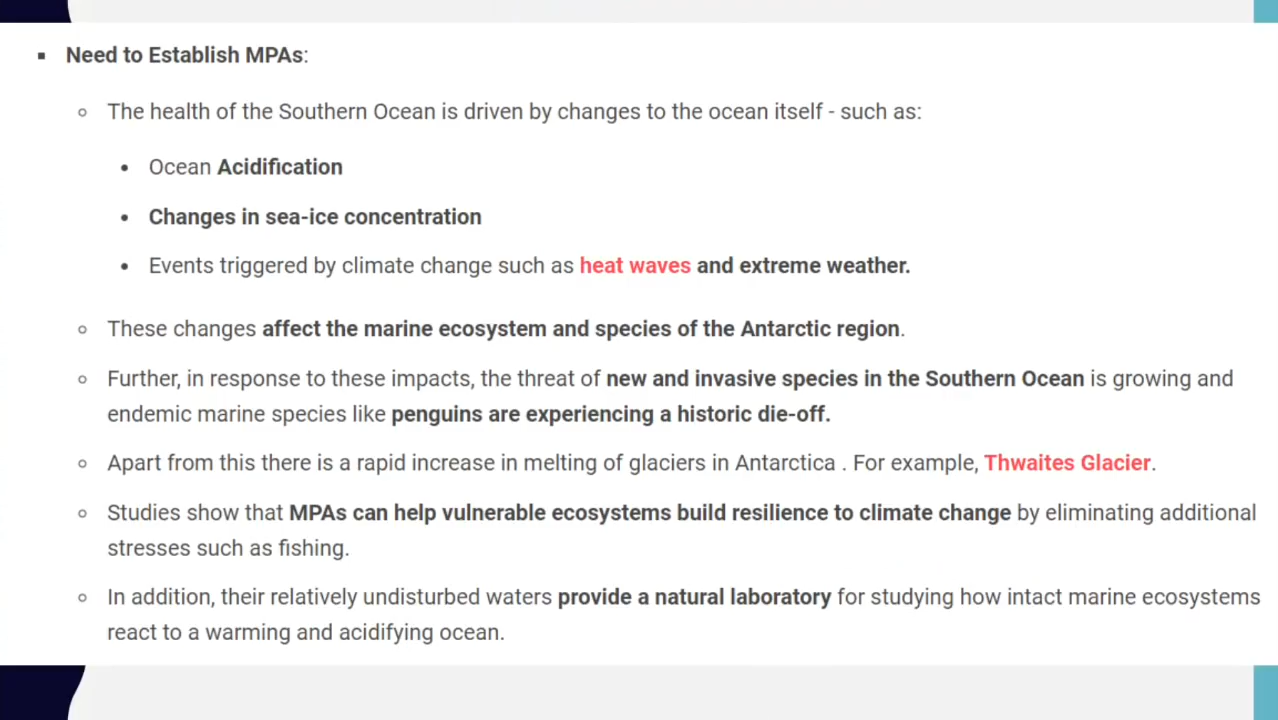 ▪ Need to Establish MPAs:
○ The health of the Southern Ocean is driven by changes to the ocean itself - such as:
• Ocean Acidification
• Changes in sea-ice concentration
• Events triggered by climate change such as heat waves and extreme weather.
○ These changes affect the marine ecosystem and species of the Antarctic region.
○ Further, in response to these impacts, the threat of new and invasive species in the Southern Ocean is growing and
endemic marine species like penguins are experiencing a historic die-off.
○ Apart from this there is a rapid increase in melting of glaciers in Antarctica . For example, Thwaites Glacier.
○ Studies show that MPAs can help vulnerable ecosystems build resilience to climate change by eliminating additional
stresses such as fishing.
○ In addition, their relatively undisturbed waters provide a natural laboratory for studying how intact marine ecosystems
react to a warming and acidifying ocean.